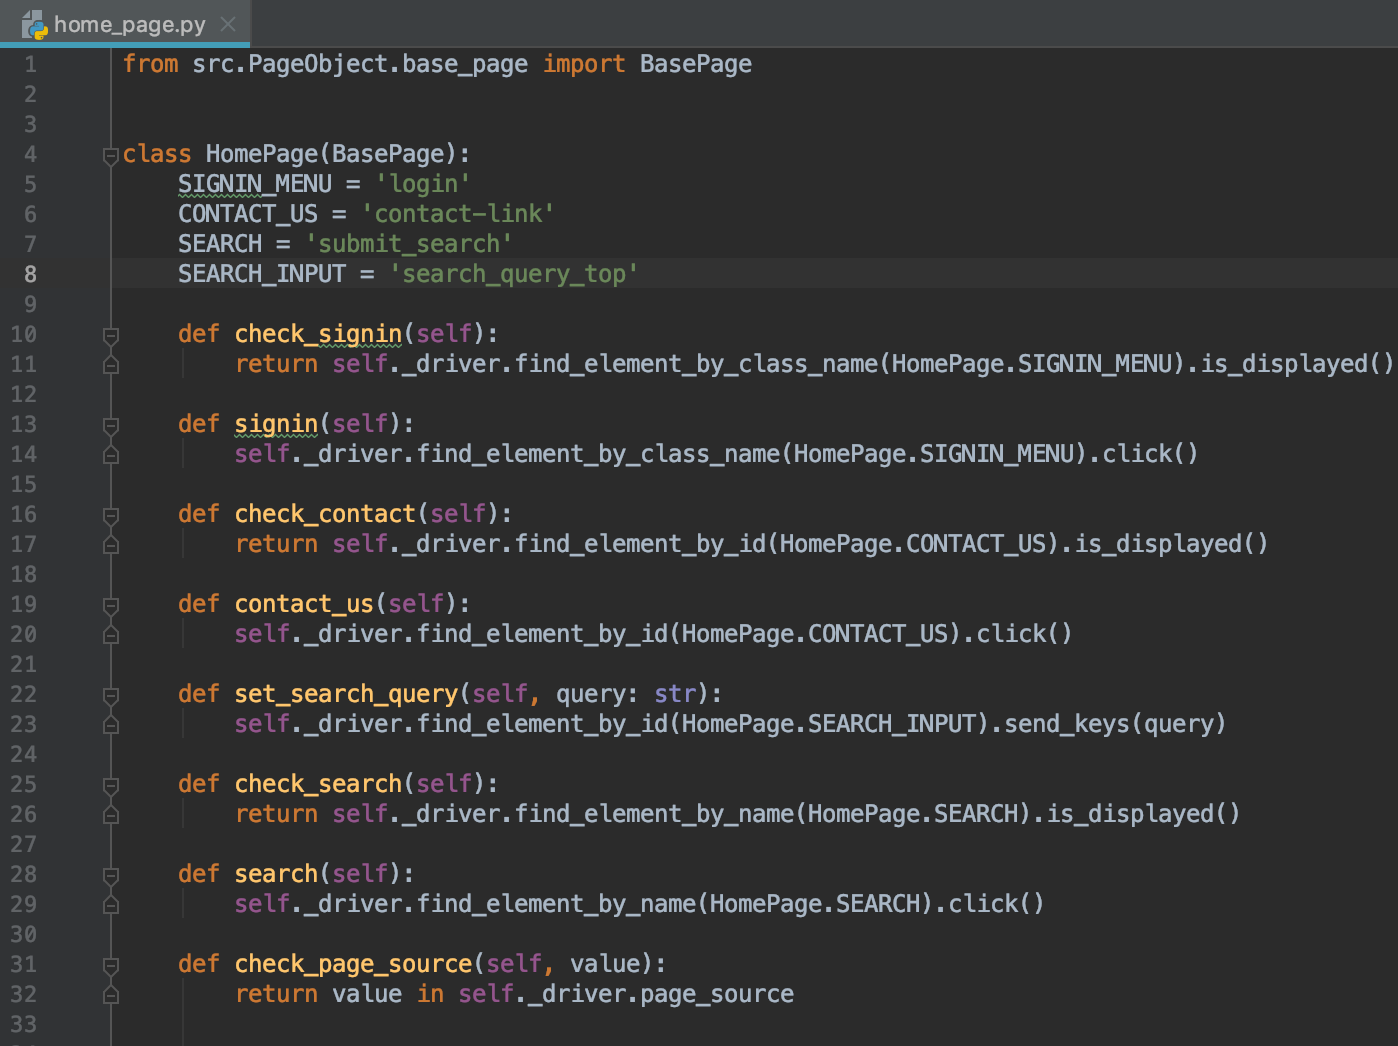 home_page.py
1 from src.PageObject.base_page import BasePage
2
3
4 class HomePage(BasePage):
5     SIGNIN_MENU = 'login'
6     CONTACT_US = 'contact-link'
7     SEARCH = 'submit_search'
8     SEARCH_INPUT = 'search_query_top'
9
10     def check_signin(self):
11         return self._driver.find_element_by_class_name(HomePage.SIGNIN_MENU).is_displayed()
12
13     def signin(self):
14         self._driver.find_element_by_class_name(HomePage.SIGNIN_MENU).click()
15
16     def check_contact(self):
17         return self._driver.find_element_by_id(HomePage.CONTACT_US).is_displayed()
18
19     def contact_us(self):
20         self._driver.find_element_by_id(HomePage.CONTACT_US).click()
21
22     def set_search_query(self, query: str):
23         self._driver.find_element_by_id(HomePage.SEARCH_INPUT).send_keys(query)
24
25     def check_search(self):
26         return self._driver.find_element_by_name(HomePage.SEARCH).is_displayed()
27
28     def search(self):
29         self._driver.find_element_by_name(HomePage.SEARCH).click()
30
31     def check_page_source(self, value):
32         return value in self._driver.page_source
33